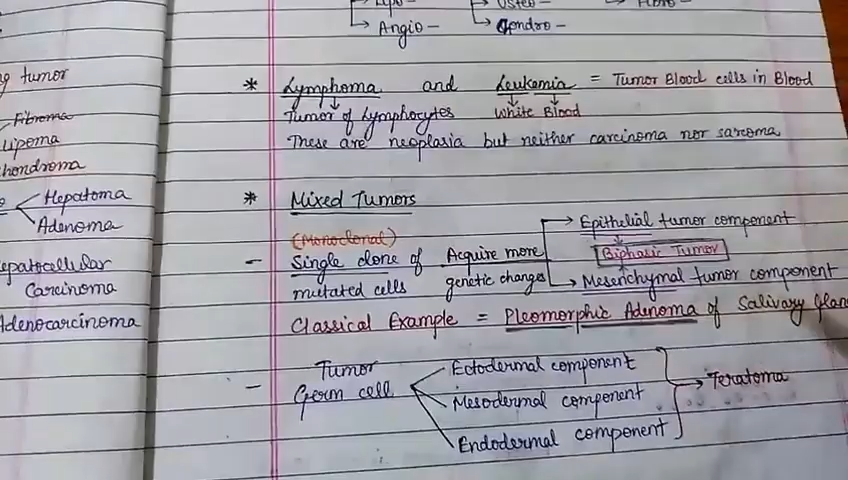 Angio -
Condro -
tumor
Fibroma
Lipoma
Chondroma
Hepatoma
Adenoma
Carcinoma
Adenocarcinoma
* Lymphoma and Leukemia = Tumor Blood cells in Blood
Tumor of Lymphocytes White Blood
These are neoplasia but neither carcinoma nor sarcoma
* Mixed Tumors
(Monoclonal)
- Single clone of mutated cells
Acquire more genetic changes
Epithelial tumor component
Biphasic Tumor
Mesenchymal tumor component
Classical Example = Pleomorphic Adenoma of Salivary
- Tumor
Germ cell
Ectodermal component
Mesodermal component
Endodermal component
Teratoma